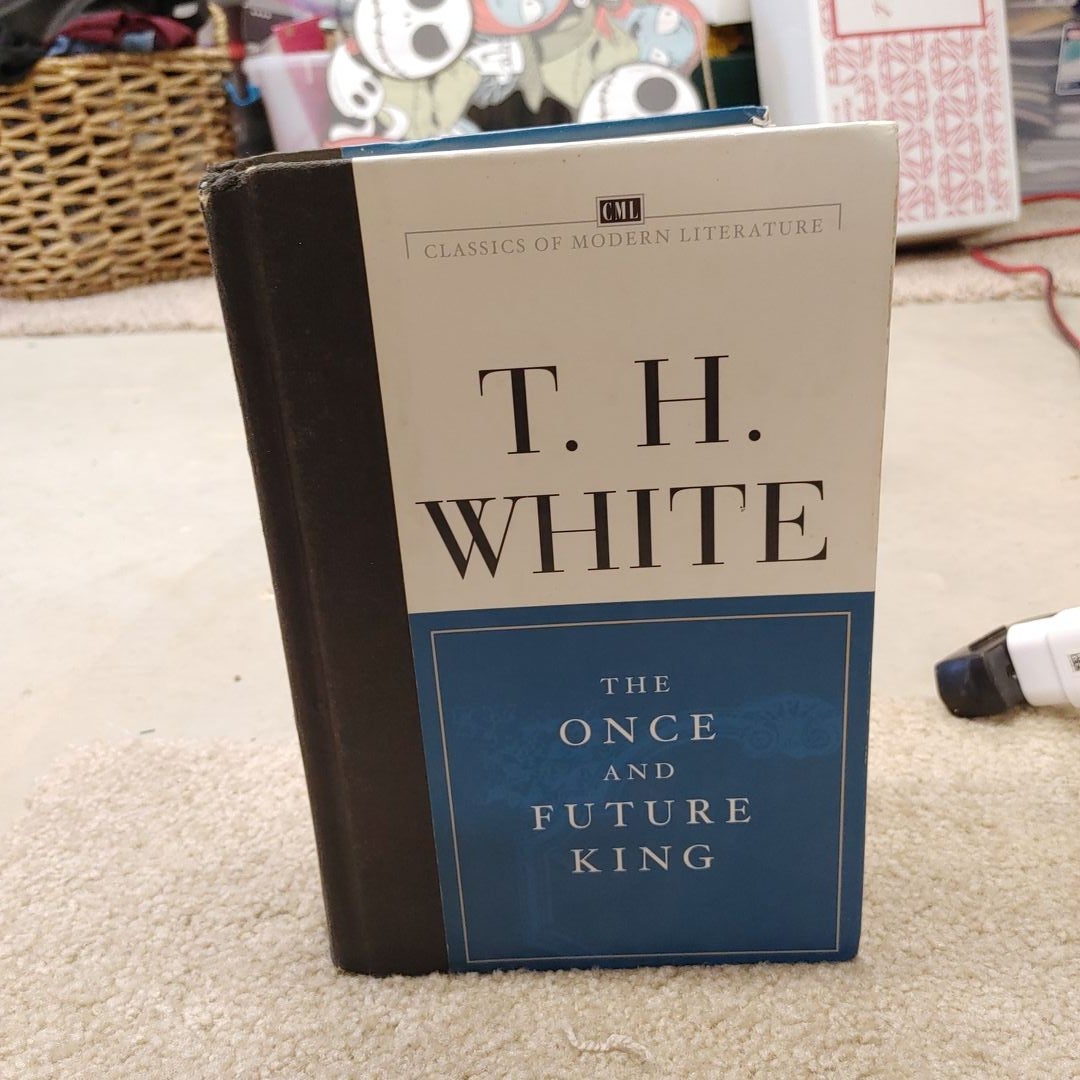 CML
CLASSICS OF MODERN LITERATURE
T. H.
WHITE
THE
ONCE
AND
FUTURE
KING